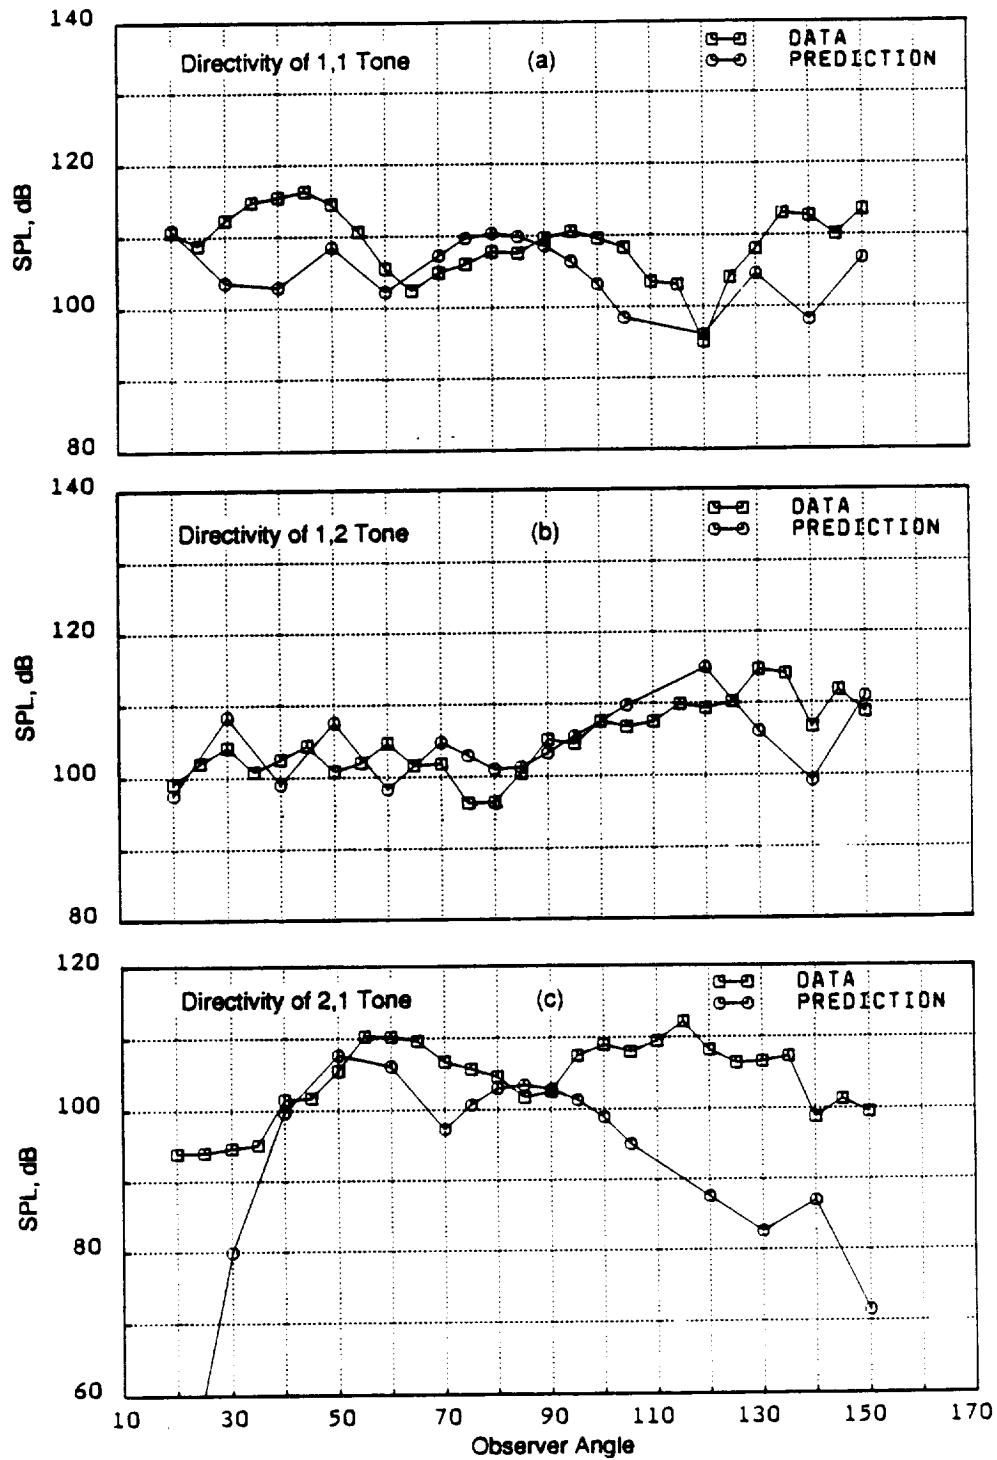 140
Directivity of 1,1 Tone (a) DATA
PREDICTION
120
SPL, dB
100
80
140
Directivity of 1,2 Tone (b) DATA
PREDICTION
120
SPL, dB
100
80
120
Directivity of 2,1 Tone (c) DATA
PREDICTION
100
SPL, dB
80
60
10 30 50 70 90 110 130 150 170
Observer Angle